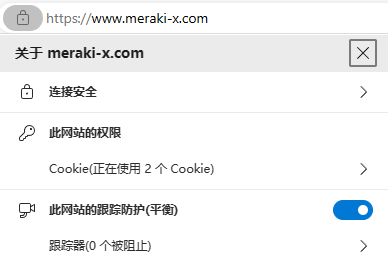 https://www.meraki-x.com
关于 meraki-x.com
连接安全
此网站的权限
Cookie(正在使用 2 个 Cookie)
此网站的跟踪防护(平衡)
跟踪器(0 个被阻止)